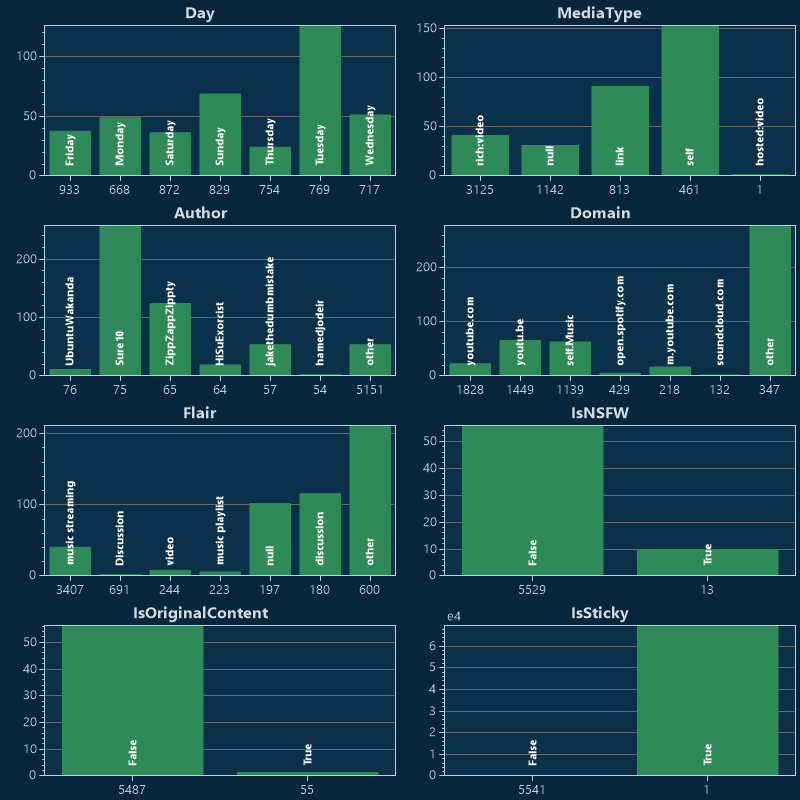 Day
MediaType
100
50
0
Friday
Monday
Saturday
Sunday
Thursday
Tuesday
Wednesday
933 668 872 829 754 769 717
150
100
50
0
rich:video
null
link
self
hosted:video
3125 1142 813 461 1
Author
Domain
200
100
0
UbuntuWakanda
Sure10
ZippZappZippty
HISuExorcist
jakethedumbmistake
hamedjodeir
other
76 75 65 64 57 54 5151
200
100
0
youtube.com
youtu.be
self.Music
open.spotify.com
m.youtube.com
soundcloud.com
other
1828 1449 1139 429 218 132 347
Flair
IsNSFW
200
100
0
music streaming
Discussion
video
music playlist
null
discussion
other
3407 691 244 223 197 180 600
50
40
30
20
10
0
False
True
5529 13
IsOriginalContent
IsSticky
50
40
30
20
10
0
False
True
5487 55
e4
6
5
4
3
2
1
0
False
True
5541 1